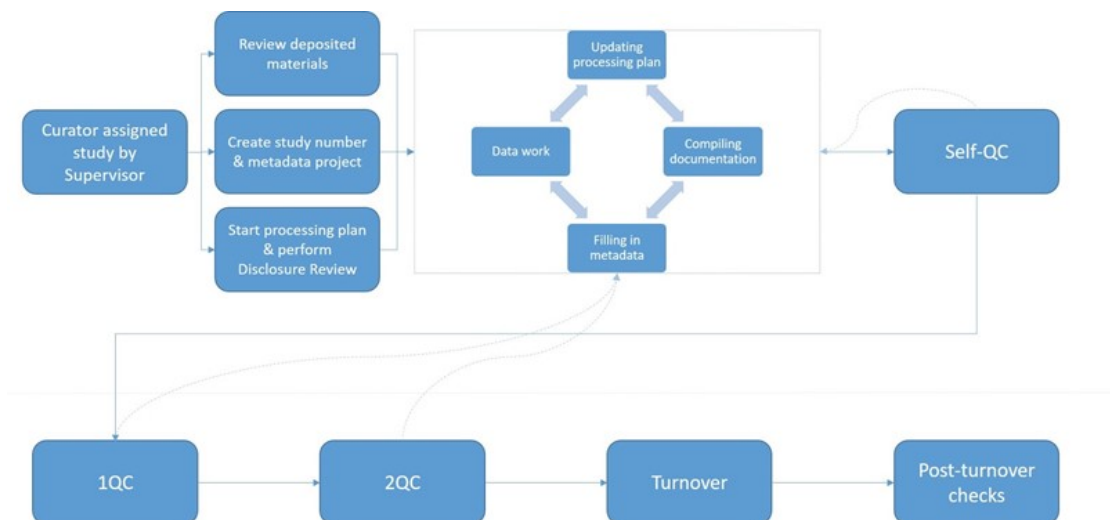 Review deposited
materials
Curator assigned
study by
Supervisor
Create study number
& metadata project
Start processing plan
& perform
Disclosure Review
Updating
processing plan
Data work
Compiling
documentation
Filling in
metadata
Self-QC
1QC
2QC
Turnover
Post-turnover
checks